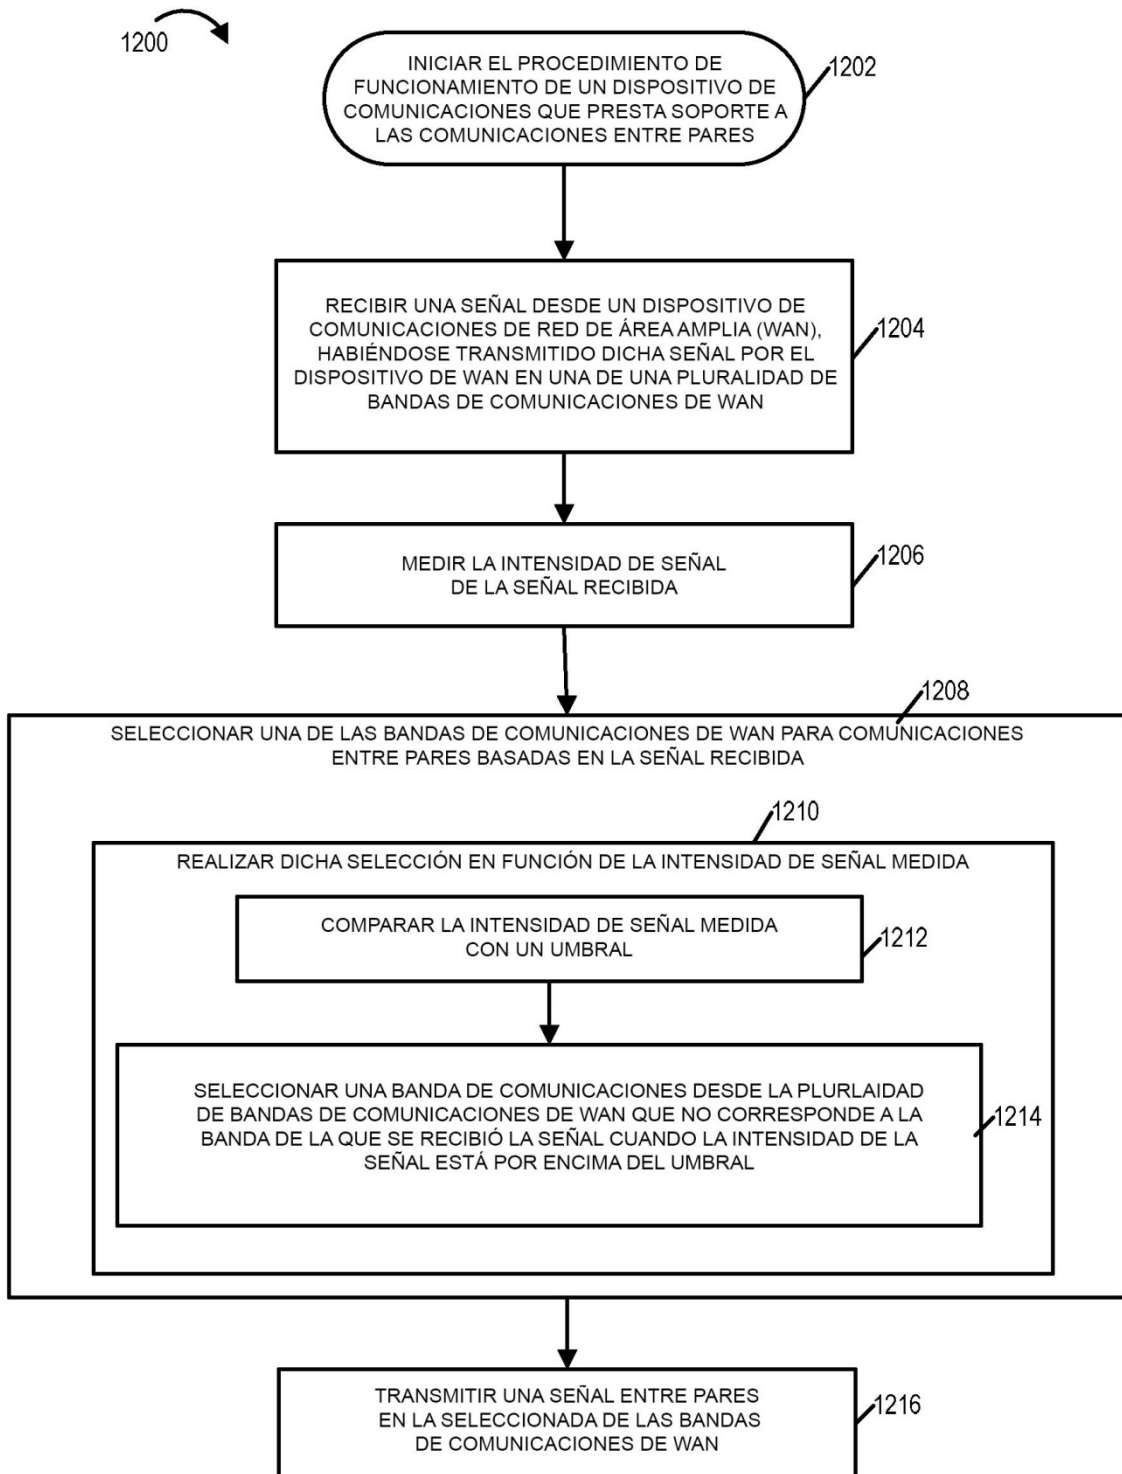 1200
INICIAR EL PROCEDIMIENTO DE
FUNCIONAMIENTO DE UN DISPOSITIVO DE
COMUNICACIONES QUE PRESTA SOPORTE A
LAS COMUNICACIONES ENTRE PARES
1202
RECIBIR UNA SEÑAL DESDE UN DISPOSITIVO DE
COMUNICACIONES DE RED DE ÁREA AMPLIA (WAN),
HABIÉNDOSE TRANSMITIDO DICHA SEÑAL POR EL
DISPOSITIVO DE WAN EN UNA DE UNA PLURALIDAD DE
BANDAS DE COMUNICACIONES DE WAN
1204
MEDIR LA INTENSIDAD DE SEÑAL
DE LA SEÑAL RECIBIDA
1206
1208
SELECCIONAR UNA DE LAS BANDAS DE COMUNICACIONES DE WAN PARA COMUNICACIONES
ENTRE PARES BASADAS EN LA SEÑAL RECIBIDA
1210
REALIZAR DICHA SELECCIÓN EN FUNCIÓN DE LA INTENSIDAD DE SEÑAL MEDIDA
COMPARAR LA INTENSIDAD DE SEÑAL MEDIDA
CON UN UMBRAL
1212
SELECCIONAR UNA BANDA DE COMUNICACIONES DESDE LA PLURLAIDAD
DE BANDAS DE COMUNICACIONES DE WAN QUE NO CORRESPONDE A LA
BANDA DE LA QUE SE RECIBIÓ LA SEÑAL CUANDO LA INTENSIDAD DE LA
SEÑAL ESTÁ POR ENCIMA DEL UMBRAL
1214
TRANSMITIR UNA SEÑAL ENTRE PARES
EN LA SELECCIONADA DE LAS BANDAS
DE COMUNICACIONES DE WAN
1216